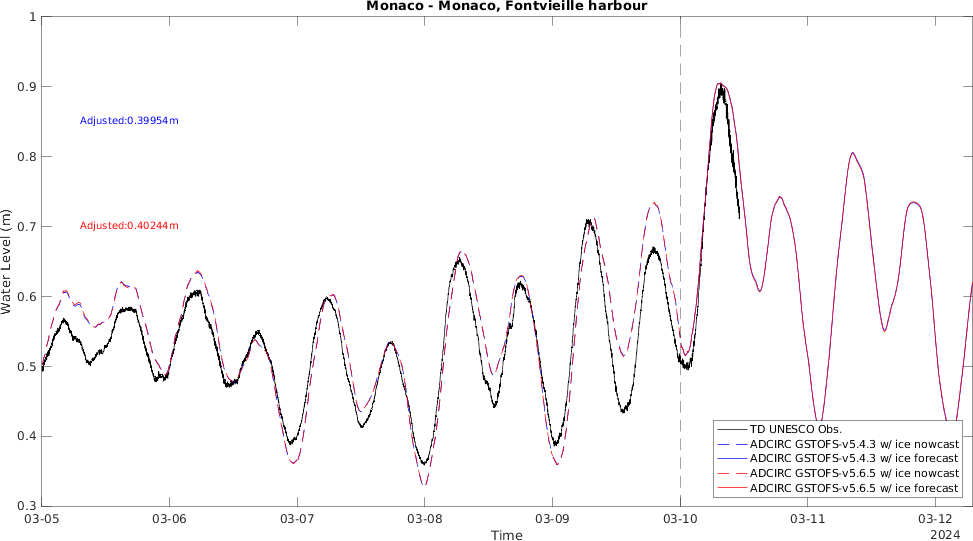 Monaco - Monaco, Fontvieille harbour
1
0.9
0.8
0.7
0.6
0.5
0.4
0.3
Water Level (m)
Adjusted:0.39954m
Adjusted:0.40244m
TD UNESCO Obs.
ADCIRC GSTOFS-v5.4.3 w/ ice nowcast
ADCIRC GSTOFS-v5.4.3 w/ ice forecast
ADCIRC GSTOFS-v5.6.5 w/ ice nowcast
ADCIRC GSTOFS-v5.6.5 w/ ice forecast
03-05 03-06 03-07 03-08 03-09 03-10 03-11 03-12
Time
2024